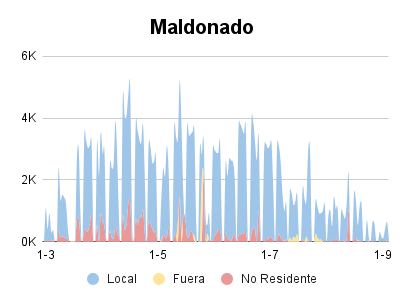 Maldonado
6K
4K
2K
0K
1-3
1-5
1-7
1-9
Local
Fuera
No Residente